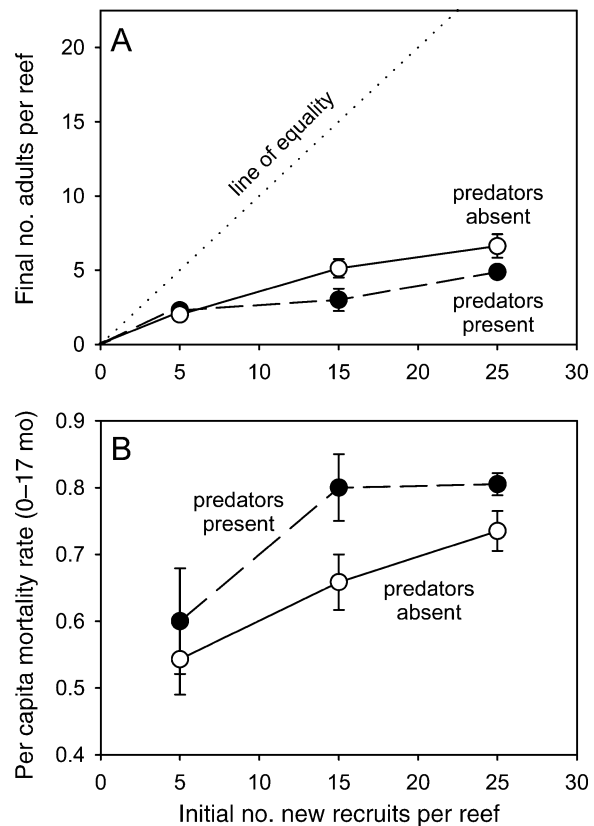 A
Final no. adults per reef
20
15
10
5
0
line of equality
predators
absent
predators
present
0 5 10 15 20 25 30
B
Per capita mortality rate (0–17 mo)
0.9
0.8
0.7
0.6
0.5
0.4
predators
present
predators
absent
0 5 10 15 20 25 30
Initial no. new recruits per reef